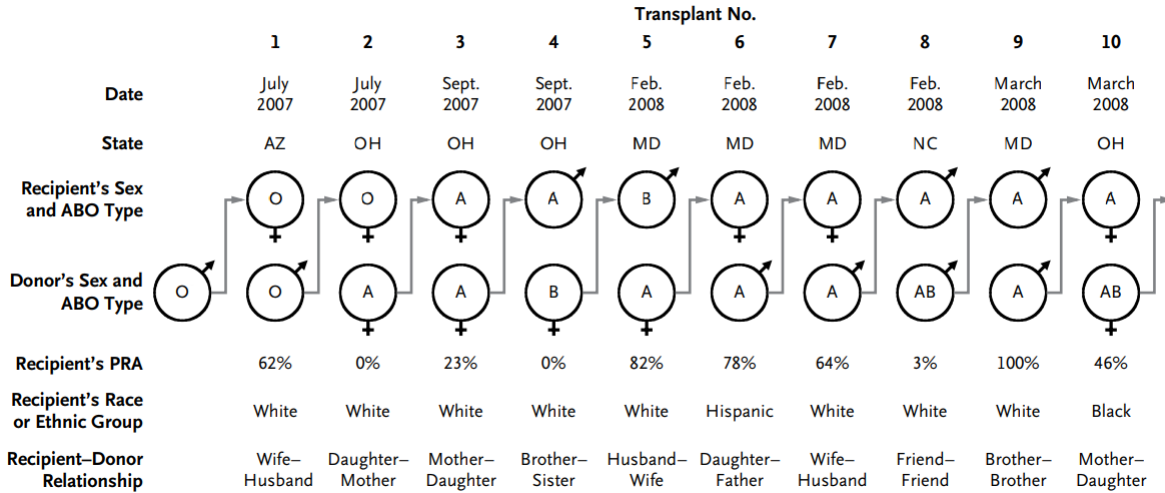 Transplant No.
1 2 3 4 5 6 7 8 9 10
Date
July 2007 July 2007 Sept. 2007 Sept. 2007 Feb. 2008 Feb. 2008 Feb. 2008 Feb. 2008 March 2008 March 2008
State AZ OH OH OH MD MD MD NC MD OH
Recipient’s Sex
and ABO Type
O O A A B A A A A A
Donor’s Sex and
ABO Type
O O A A B A A A AB A AB
Recipient’s PRA 62% 0% 23% 0% 82% 78% 64% 3% 100% 46%
Recipient’s Race
or Ethnic Group
White White White White White Hispanic White White White Black
Recipient–Donor
Relationship
Wife– Daughter– Mother– Brother– Husband– Daughter– Wife– Friend– Brother– Mother–
Husband Mother Daughter Sister Wife Father Husband Friend Brother Daughter